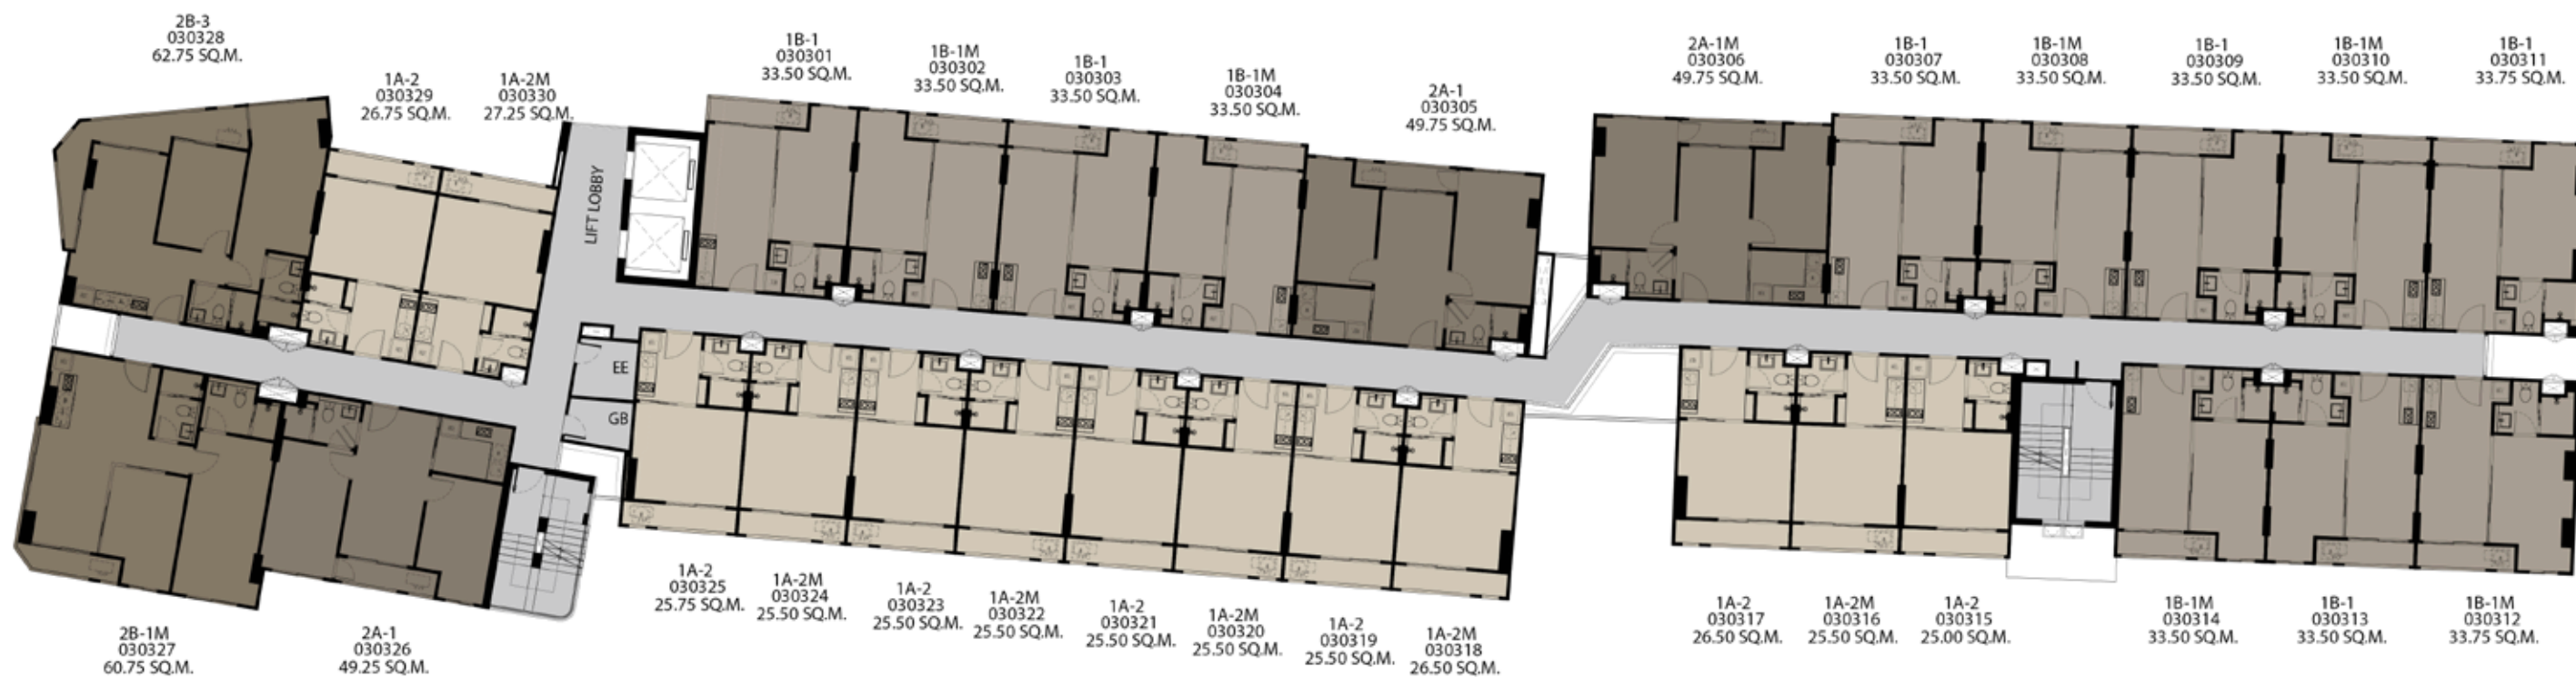 2B-3
030328
62.75 SQ.M.
1A-2
030329
26.75 SQ.M.
1A-2M
030330
27.25 SQ.M.
1B-1
030301
33.50 SQ.M.
1B-1M
030302
33.50 SQ.M.
1B-1
030303
33.50 SQ.M.
1B-1M
030304
33.50 SQ.M.
2A-1
030305
49.75 SQ.M.
2A-1M
030306
49.75 SQ.M.
1B-1
030307
33.50 SQ.M.
1B-1M
030308
33.50 SQ.M.
1B-1
030309
33.50 SQ.M.
1B-1M
030310
33.50 SQ.M.
1B-1
030311
33.75 SQ.M.
LIFT LOBBY
EE
GB
2B-1M
030327
60.75 SQ.M.
2A-1
030326
49.25 SQ.M.
1A-2
030325
25.75 SQ.M.
1A-2M
030324
25.50 SQ.M.
1A-2
030323
25.50 SQ.M.
1A-2M
030322
25.50 SQ.M.
1A-2
030321
25.50 SQ.M.
1A-2M
030320
25.50 SQ.M.
1A-2
030319
25.50 SQ.M.
1A-2M
030318
26.50 SQ.M.
1A-2
030317
26.50 SQ.M.
1A-2M
030316
25.50 SQ.M.
1A-2
030315
25.00 SQ.M.
1B-1M
030314
33.50 SQ.M.
1B-1
030313
33.50 SQ.M.
1B-1M
030312
33.75 SQ.M.